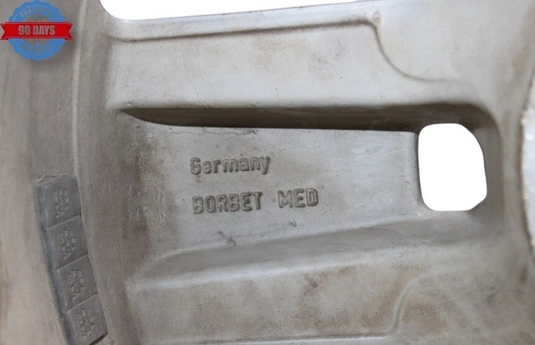 90 DAYS
Germany
BORBET MED